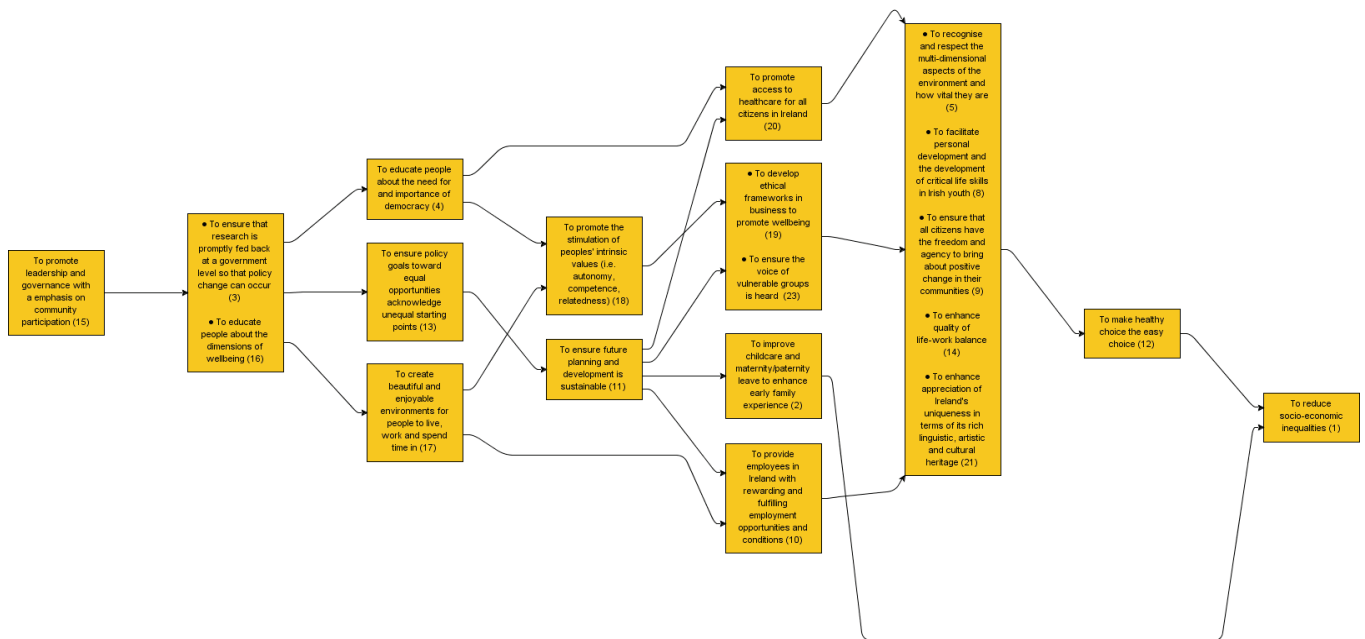 To promote
leadership and
governance with
a emphasis on
community
participation (15)
● To ensure that
research is
promptly fed back
at a government
level so that policy
change can occur
(3)
● To educate
people about the
dimensions of
wellbeing (16)
To educate people
about the need for
and importance of
democracy (4)
To ensure policy
goals toward
equal
opportunities
acknowledge
unequal starting
points (13)
To create
beautiful and
enjoyable
environments for
people to live,
work and spend
time in (17)
To promote the
stimulation of
peoples' intrinsic
values (i.e.
autonomy,
competence,
relatedness) (18)
To ensure future
planning and
development is
sustainable (11)
To promote
access to
healthcare for all
citizens in Ireland
(20)
● To develop
ethical
frameworks in
business to
promote wellbeing
(19)
● To ensure the
voice of
vulnerable groups
is heard (23)
To improve
childcare and
maternity/paternity
leave to enhance
early family
experience (2)
To provide
employees in
Ireland with
rewarding and
fulfilling
employment
opportunities and
conditions (10)
● To recognise
and respect the
multi-dimensional
aspects of the
environment and
how vital they are
(5)
● To facilitate
personal
development and
the development
of critical life skills
in Irish youth (8)
● To ensure that
all citizens have
the freedom and
agency to bring
about positive
change in their
communities (9)
● To enhance
quality of
life-work balance
(14)
● To enhance
appreciation of
Ireland's
uniqueness in
terms of its rich
linguistic, artistic
and cultural
heritage (21)
To make healthy
choice the easy
choice (12)
To reduce
socio-economic
inequalities (1)